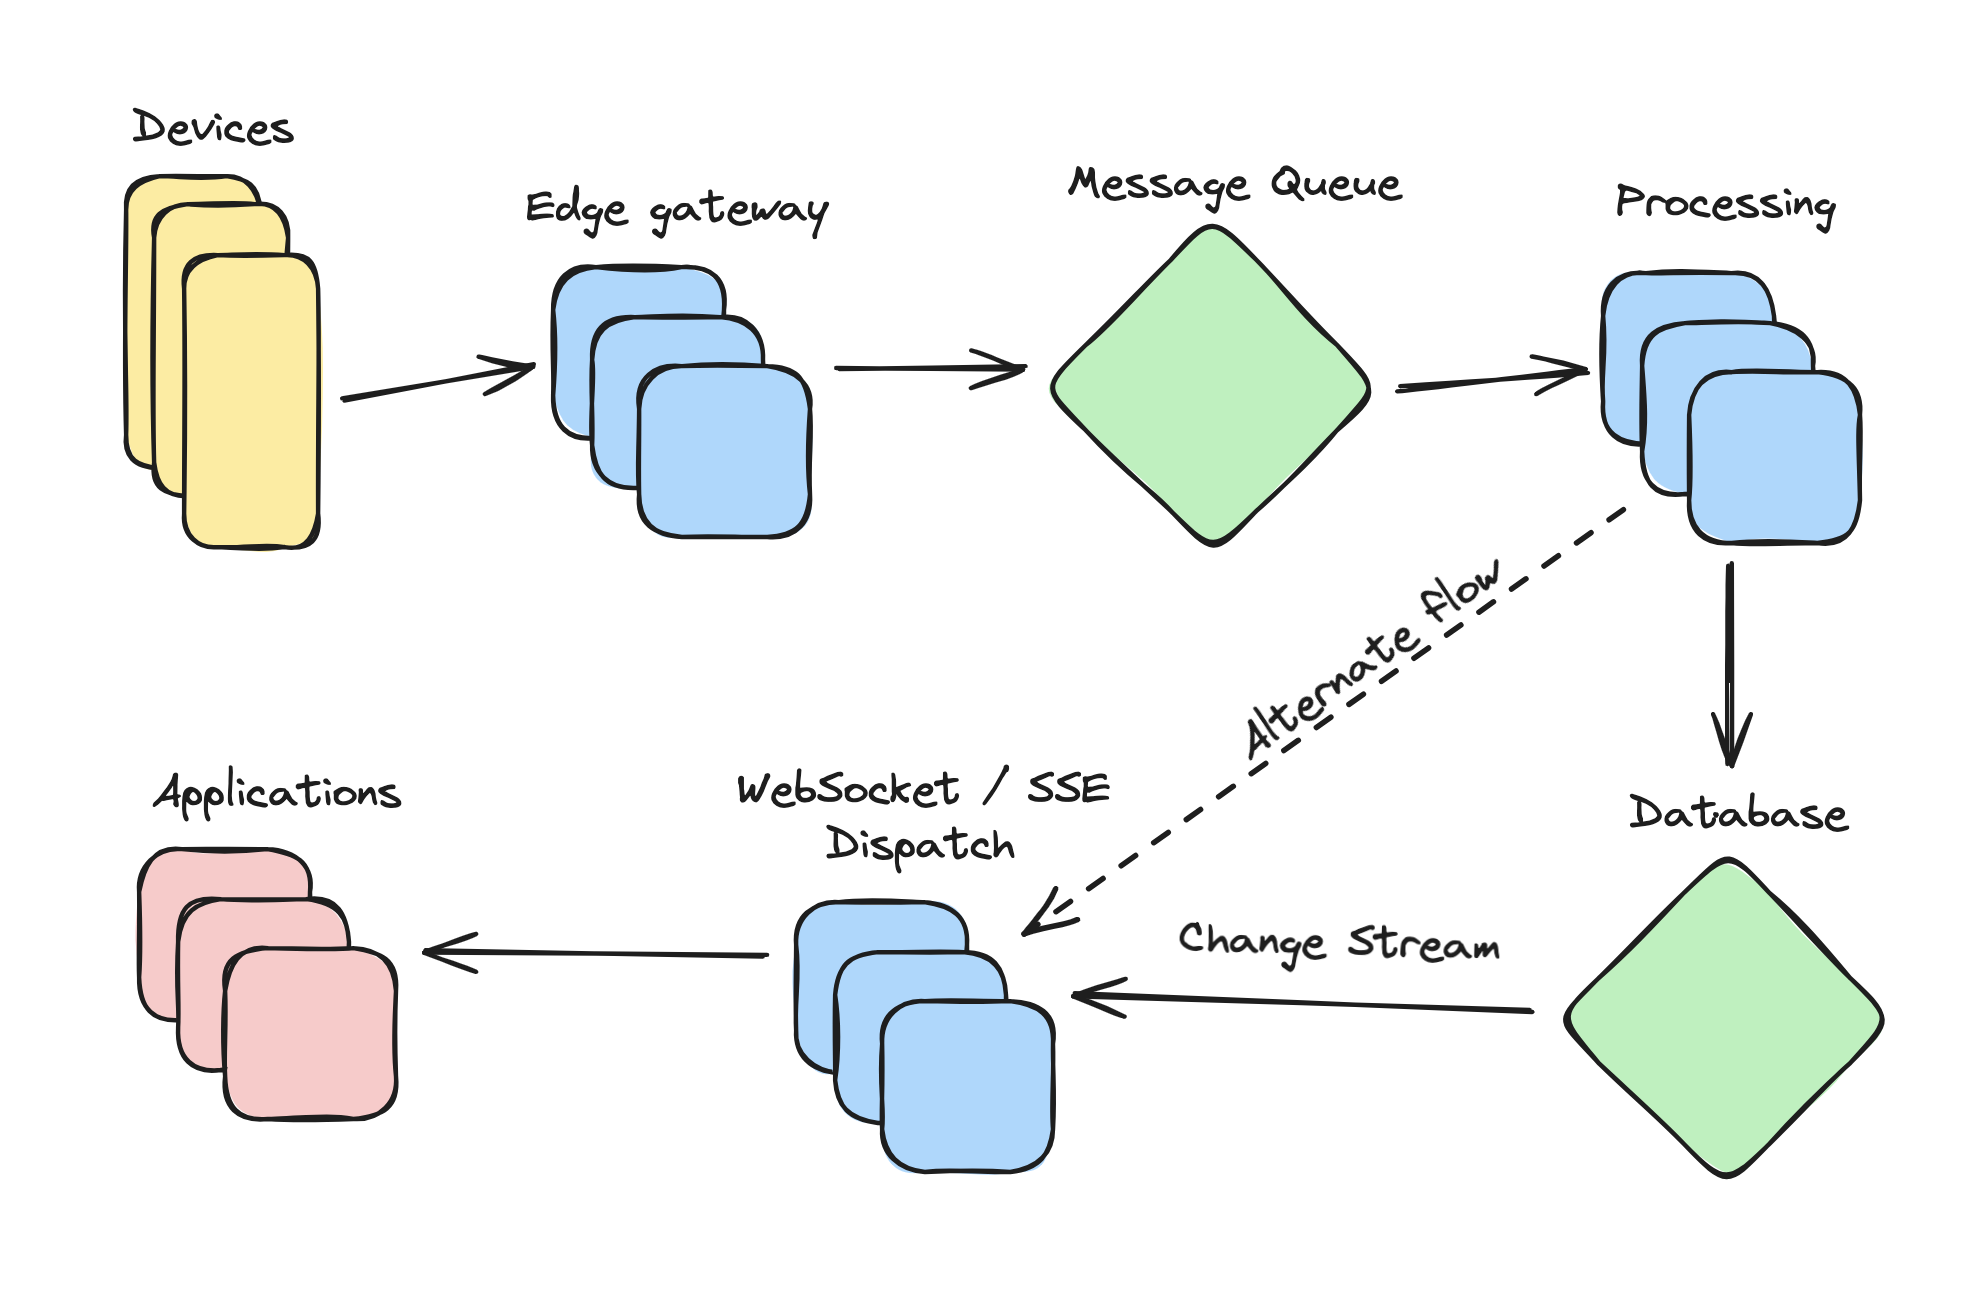 Devices
Edge gateway
Message Queue
Processing
Alternate flow
Applications
WebSocket / SSE
Dispatch
Database
Change Stream